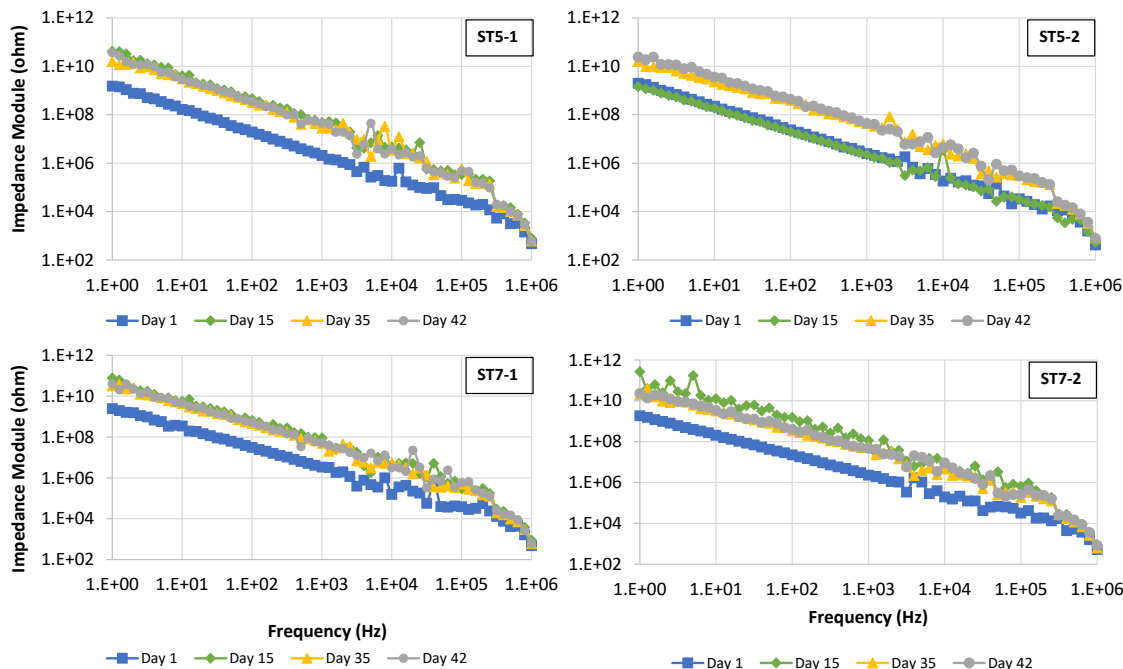 ST5-1
Impedance Module (ohm)
1.E+12
1.E+10
1.E+08
1.E+06
1.E+04
1.E+02
1.E+00 1.E+01 1.E+02 1.E+03 1.E+04 1.E+05 1.E+06
Day 1 Day 15 Day 35 Day 42
ST5-2
1.E+12
1.E+10
1.E+08
1.E+06
1.E+04
1.E+02
1.E+00 1.E+01 1.E+02 1.E+03 1.E+04 1.E+05 1.E+06
Day 1 Day 15 Day 35 Day 42
ST7-1
Impedance Module (ohm)
1.E+12
1.E+10
1.E+08
1.E+06
1.E+04
1.E+02
1.E+00 1.E+01 1.E+02 1.E+03 1.E+04 1.E+05 1.E+06
Frequency (Hz)
Day 1 Day 15 Day 35 Day 42
ST7-2
1.E+12
1.E+10
1.E+08
1.E+06
1.E+04
1.E+02
1.E+00 1.E+01 1.E+02 1.E+03 1.E+04 1.E+05 1.E+06
Frequency (Hz)
Day 1 Day 15 Day 35 Day 42